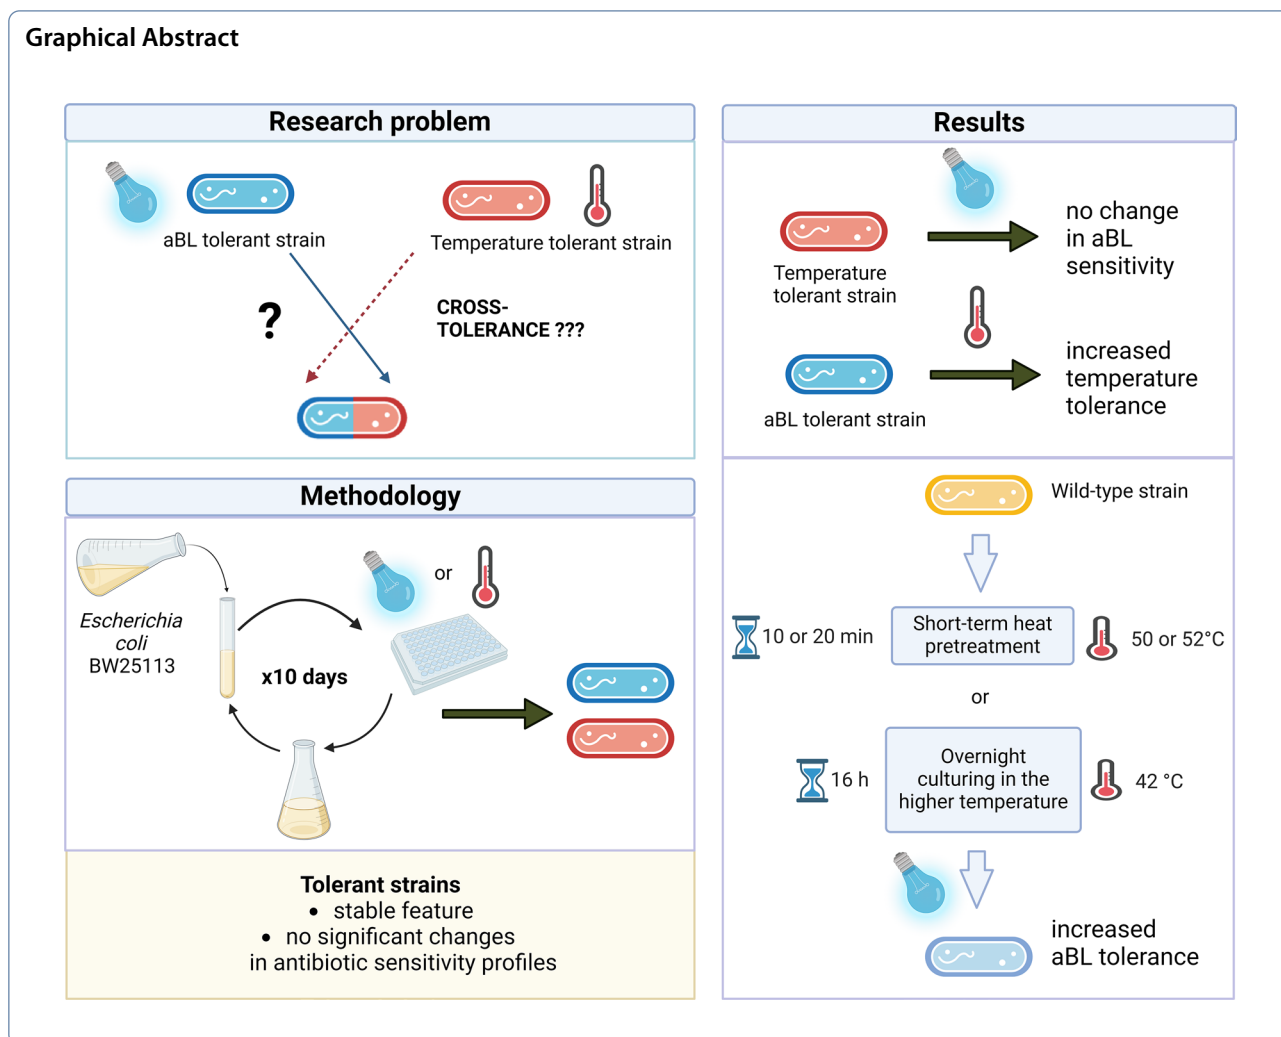 Graphical Abstract
Research problem
aBL tolerant strain
Temperature tolerant strain
?
CROSS-
TOLERANCE ???
Methodology
Escherichia
coli
BW25113
or
x10 days
Tolerant strains
• stable feature
• no significant changes
in antibiotic sensitivity profiles
Results
Temperature
tolerant strain
no change
in aBL
sensitivity
aBL tolerant strain
increased
temperature
tolerance
Wild-type strain
10 or 20 min
Short-term heat
pretreatment
50 or 52°C
or
16 h
Overnight
culturing in the
higher temperature
42 °C
increased
aBL tolerance